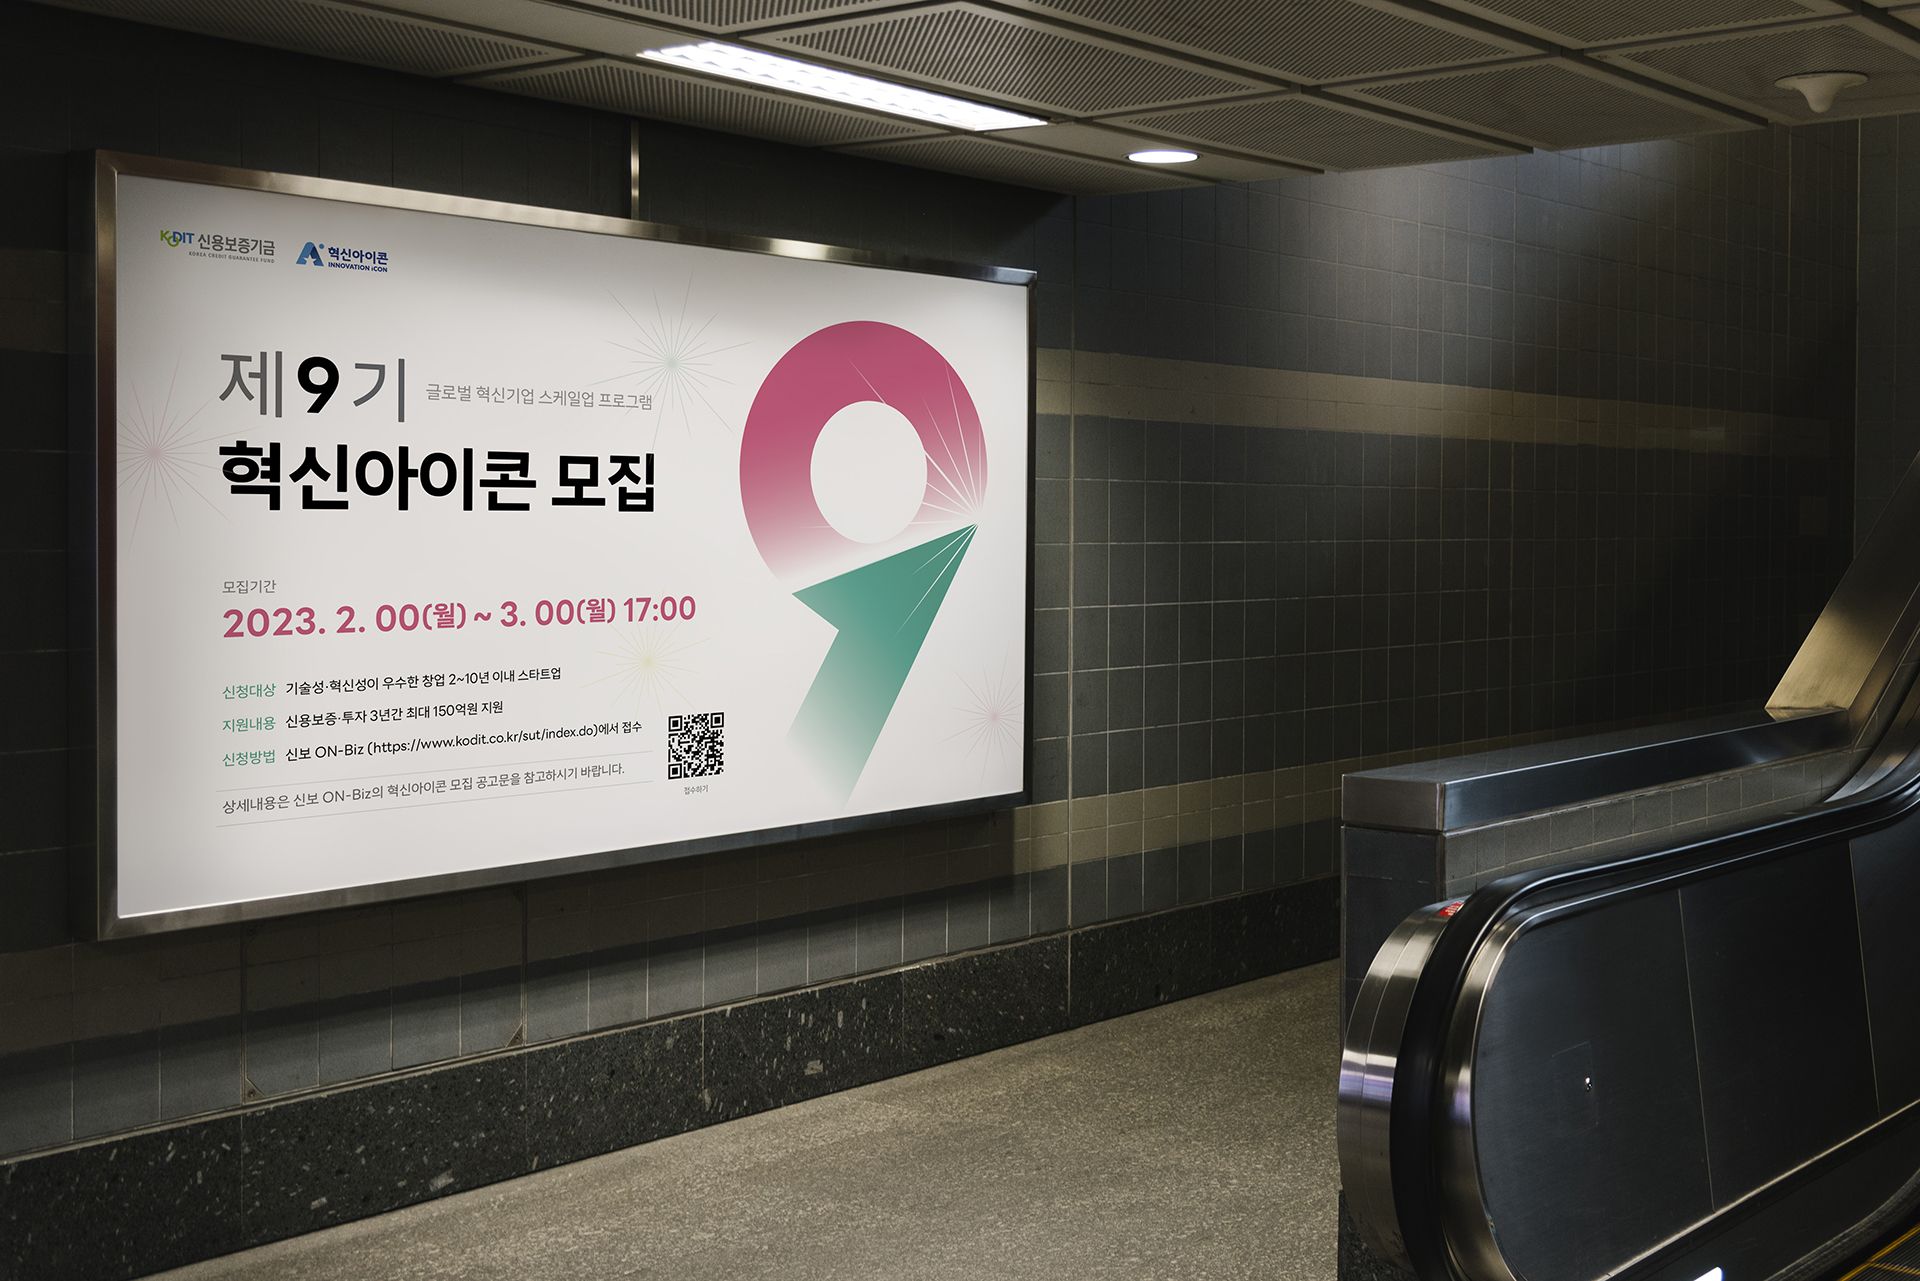 KODIT 신용보증기금
KOREA CREDIT GUARANTEE FUND
혁신아이콘
INNOVATION iCON
제9기 글로벌 혁신기업 스케일업 프로그램
혁신아이콘 모집
모집기간
2023. 2. 00(월) ~ 3. 00(월) 17:00
신청대상 기술성·혁신성이 우수한 창업 2~10년 이내 스타트업
지원내용 신용보증·투자 3년간 최대 150억원 지원
신청방법 신보 ON-Biz (https://www.kodit.co.kr/sut/index.do)에서 접수
상세내용은 신보 ON-Biz의 혁신아이콘 모집 공고문을 참고하시기 바랍니다.
접수하기